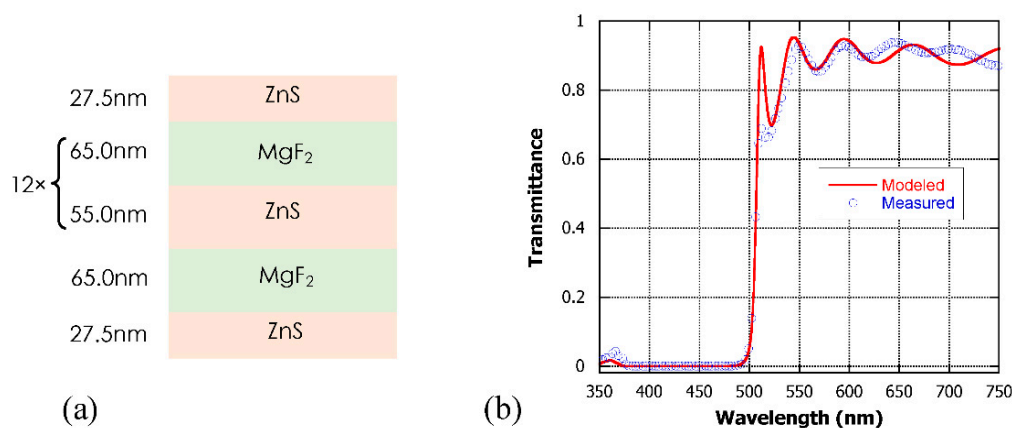 27.5nm
ZnS
65.0nm
MgF₂
12×
55.0nm
ZnS
65.0nm
MgF₂
27.5nm
ZnS
(a)
1
0.8
0.6
0.4
0.2
0
Transmittance
Modeled
Measured
350 400 450 500 550 600 650 700 750
Wavelength (nm)
(b)